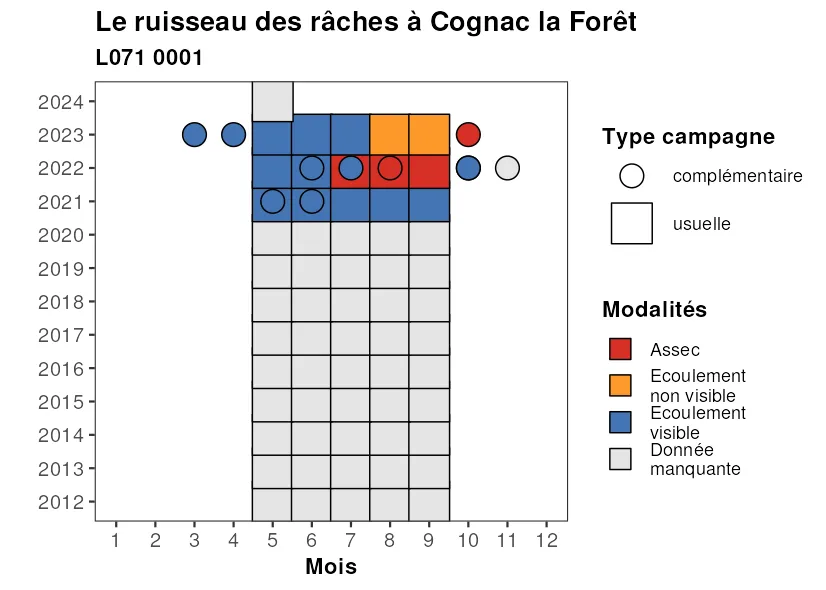 Le ruisseau des râches à Cognac la Forêt
L071 0001
2024
2023
2022
2021
2020
2019
2018
2017
2016
2015
2014
2013
2012
1 2 3 4 5 6 7 8 9 10 11 12
Mois
Type campagne
complémentaire
usuelle
Modalités
Assec
Ecoulement
non visible
Ecoulement
visible
Donnée
manquante